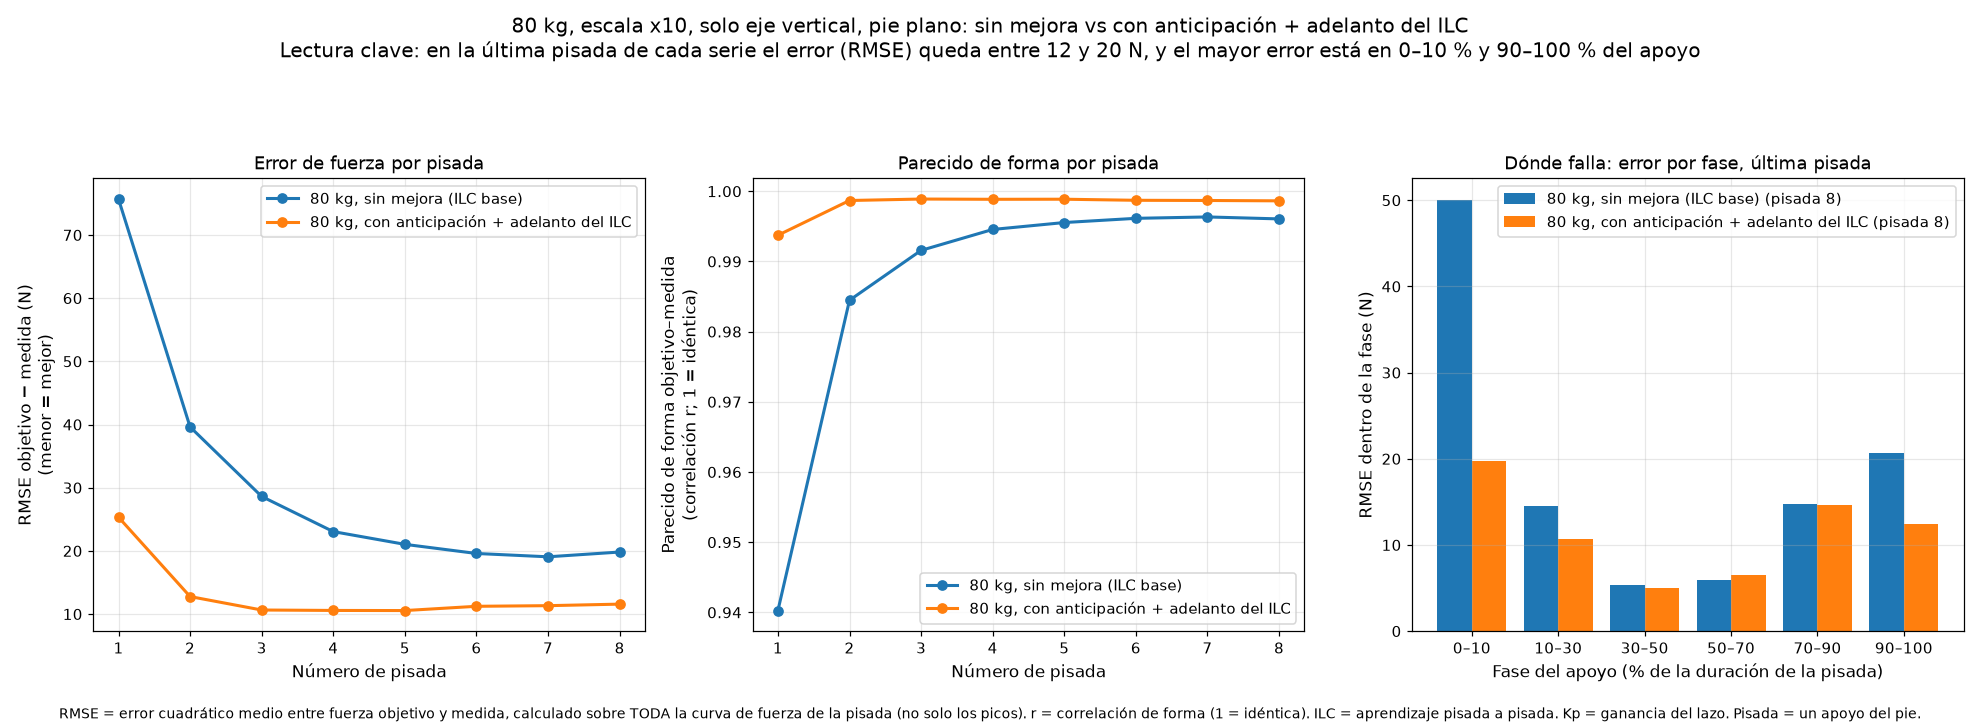 80 kg, escala x10, solo eje vertical, pie plano: sin mejora vs con anticipación + adelanto del ILC
Lectura clave: en la última pisada de cada serie el error (RMSE) queda entre 12 y 20 N, y el mayor error está en 0–10 % y 90–100 % del apoyo
Error de fuerza por pisada
80 kg, sin mejora (ILC base)
80 kg, con anticipación + adelanto del ILC
RMSE objetivo − medida (N)
(menor = mejor)
70
60
50
40
30
20
10
1 2 3 4 5 6 7 8
Número de pisada
Parecido de forma por pisada
Parecido de forma objetivo–medida
(correlación r; 1 = idéntica)
1.00
0.99
0.98
0.97
0.96
0.95
0.94
80 kg, sin mejora (ILC base)
80 kg, con anticipación + adelanto del ILC
1 2 3 4 5 6 7 8
Número de pisada
Dónde falla: error por fase, última pisada
80 kg, sin mejora (ILC base) (pisada 8)
80 kg, con anticipación + adelanto del ILC (pisada 8)
RMSE dentro de la fase (N)
50
40
30
20
10
0
0–10 10–30 30–50 50–70 70–90 90–100
Fase del apoyo (% de la duración de la pisada)
RMSE = error cuadrático medio entre fuerza objetivo y medida, calculado sobre TODA la curva de fuerza de la pisada (no solo los picos). r = correlación de forma (1 = idéntica). ILC = aprendizaje pisada a pisada. Kp = ganancia del lazo. Pisada = un apoyo del pie.